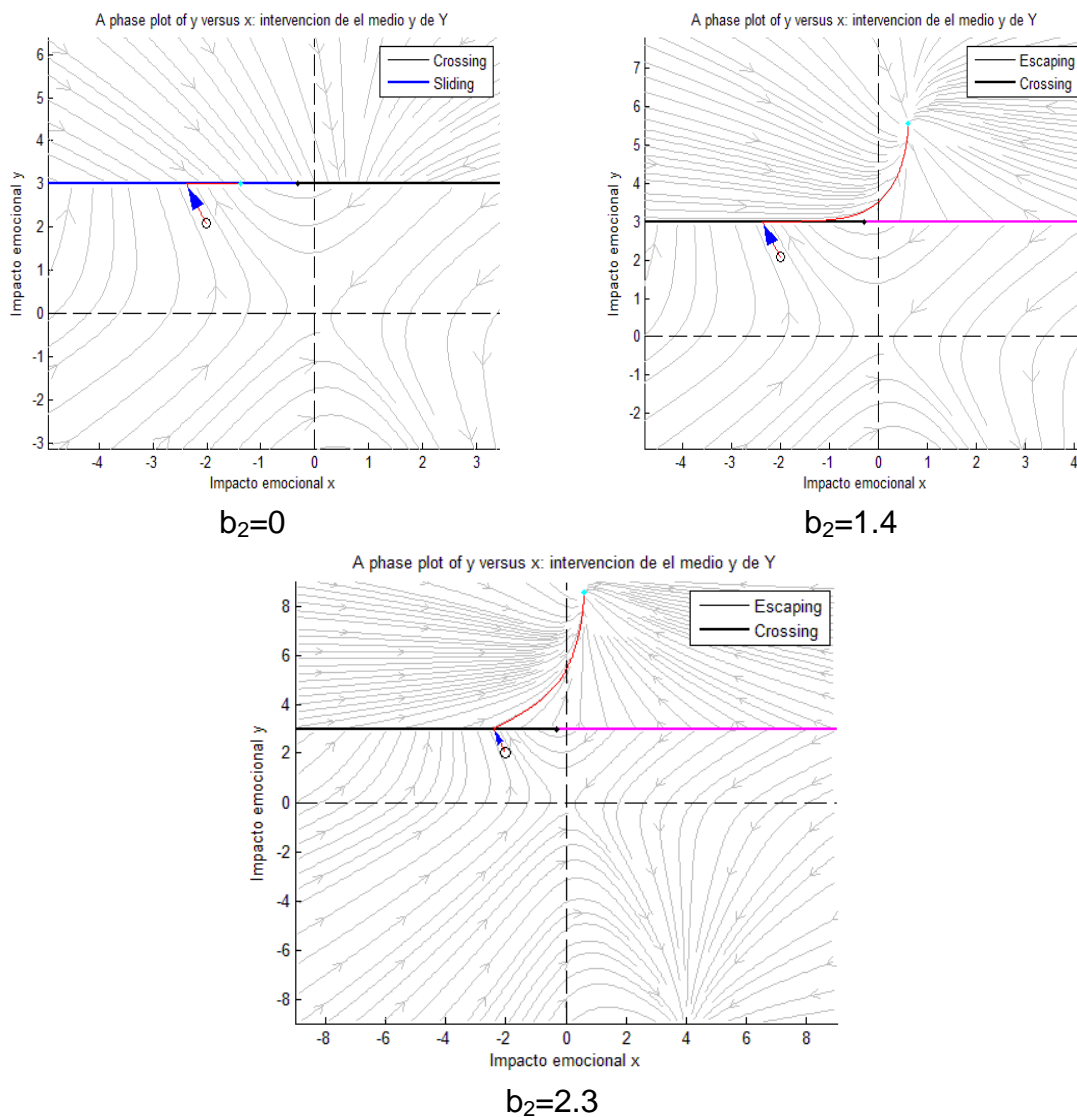 A phase plot of y versus x: intervencion de el medio y de Y
Crossing
Sliding
Impacto emocional y
6
5
4
3
2
1
0
-1
-2
-3
-4 -3 -2 -1 0 1 2 3
Impacto emocional x
b₂=0
A phase plot of y versus x: intervencion de el medio y de Y
Escaping
Crossing
Impacto emocional y
7
6
5
4
3
2
1
0
-1
-2
-4 -3 -2 -1 0 1 2 3 4
Impacto emocional x
b₂=1.4
A phase plot of y versus x: intervencion de el medio y de Y
Escaping
Crossing
Impacto emocional y
8
6
4
2
0
-2
-4
-6
-8
-8 -6 -4 -2 0 2 4 6 8
Impacto emocional x
b₂=2.3